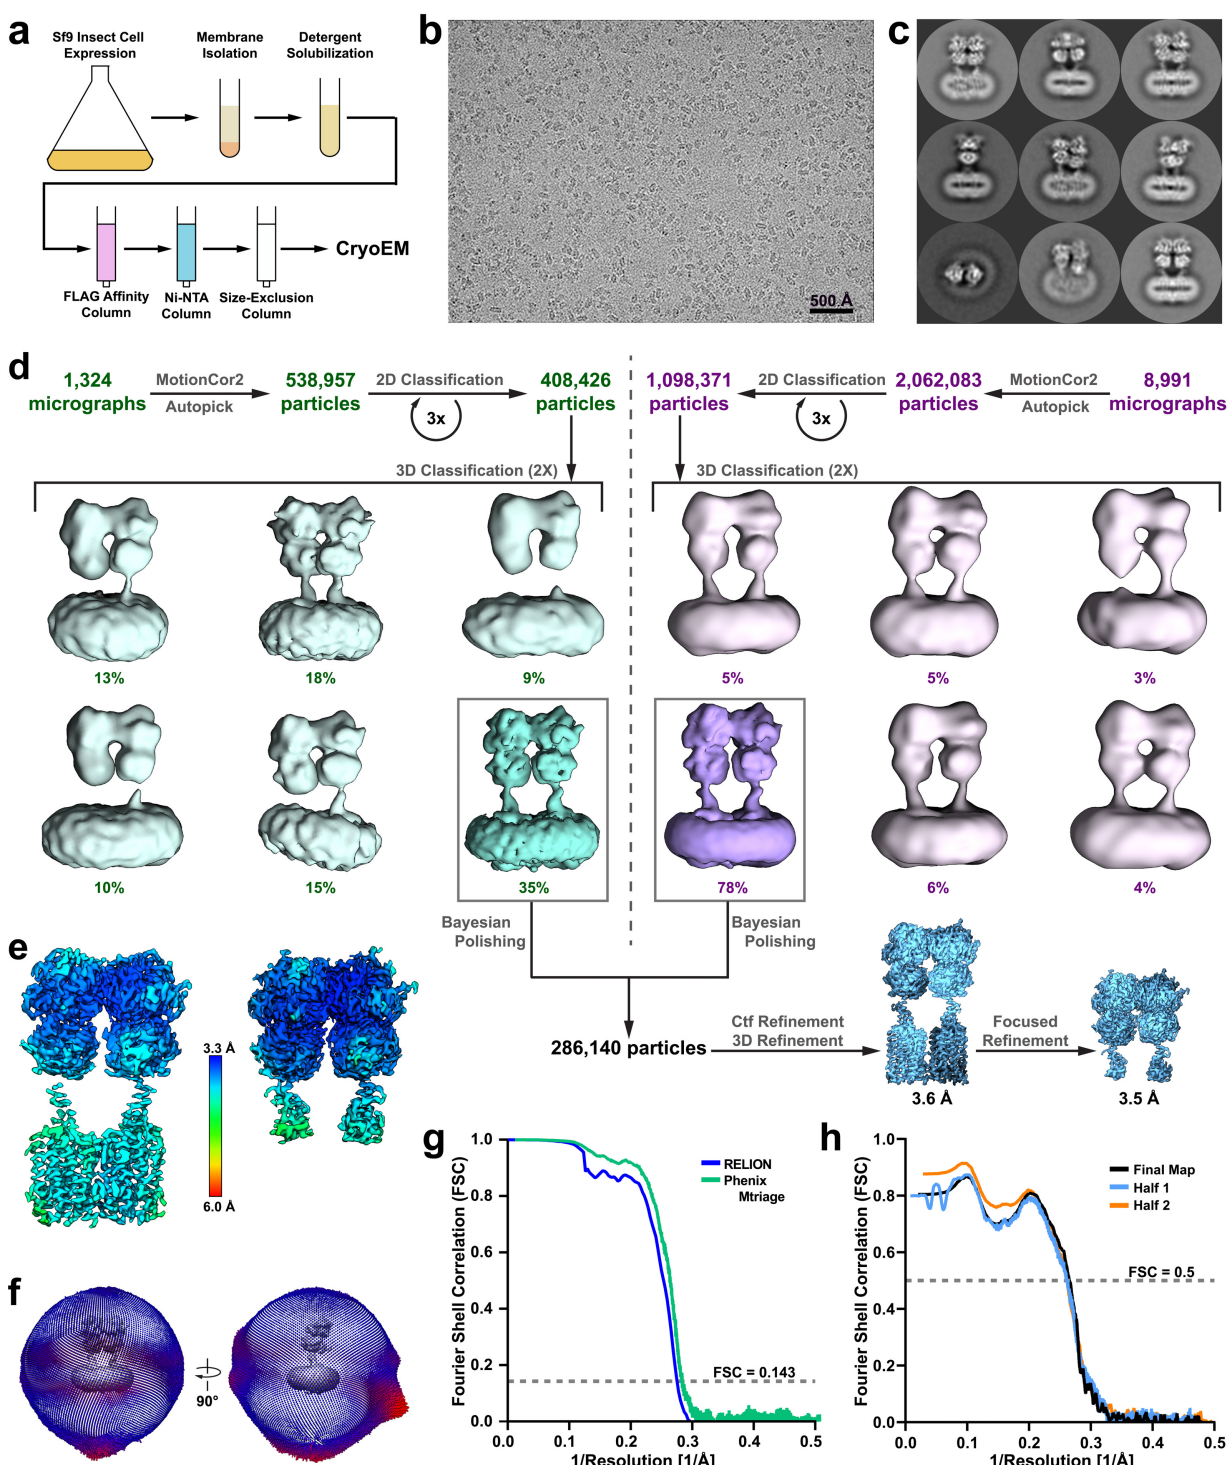 a
Sf9 Insect Cell
Expression
Membrane
Isolation
Detergent
Solubilization
FLAG Affinity
Column
Ni-NTA
Column
Size-Exclusion
Column
CryoEM
b
500 Å
c
d
1,324
micrographs
MotionCor2
Autopick
538,957
particles
2D Classification
3x
408,426
particles
1,098,371
particles
2D Classification
3x
2,062,083
particles
MotionCor2
Autopick
8,991
micrographs
3D Classification (2X)
3D Classification (2X)
13%
18%
9%
5%
5%
3%
10%
15%
35%
78%
6%
4%
Bayesian
Polishing
Bayesian
Polishing
286,140 particles
Ctf Refinement
3D Refinement
3.6 Å
Focused
Refinement
3.5 Å
e
3.3 Å
6.0 Å
f
90°
g
Fourier Shell Correlation (FSC)
1.0
0.8
0.6
0.4
0.2
0.0
RELION
Phenix
Mtriage
FSC = 0.143
0.0
0.1
0.2
0.3
0.4
0.5
1/Resolution [1/Å]
h
Fourier Shell Correlation (FSC)
1.0
0.8
0.6
0.4
0.2
0.0
Final Map
Half 1
Half 2
FSC = 0.5
0.0
0.1
0.2
0.3
0.4
0.5
1/Resolution [1/Å]